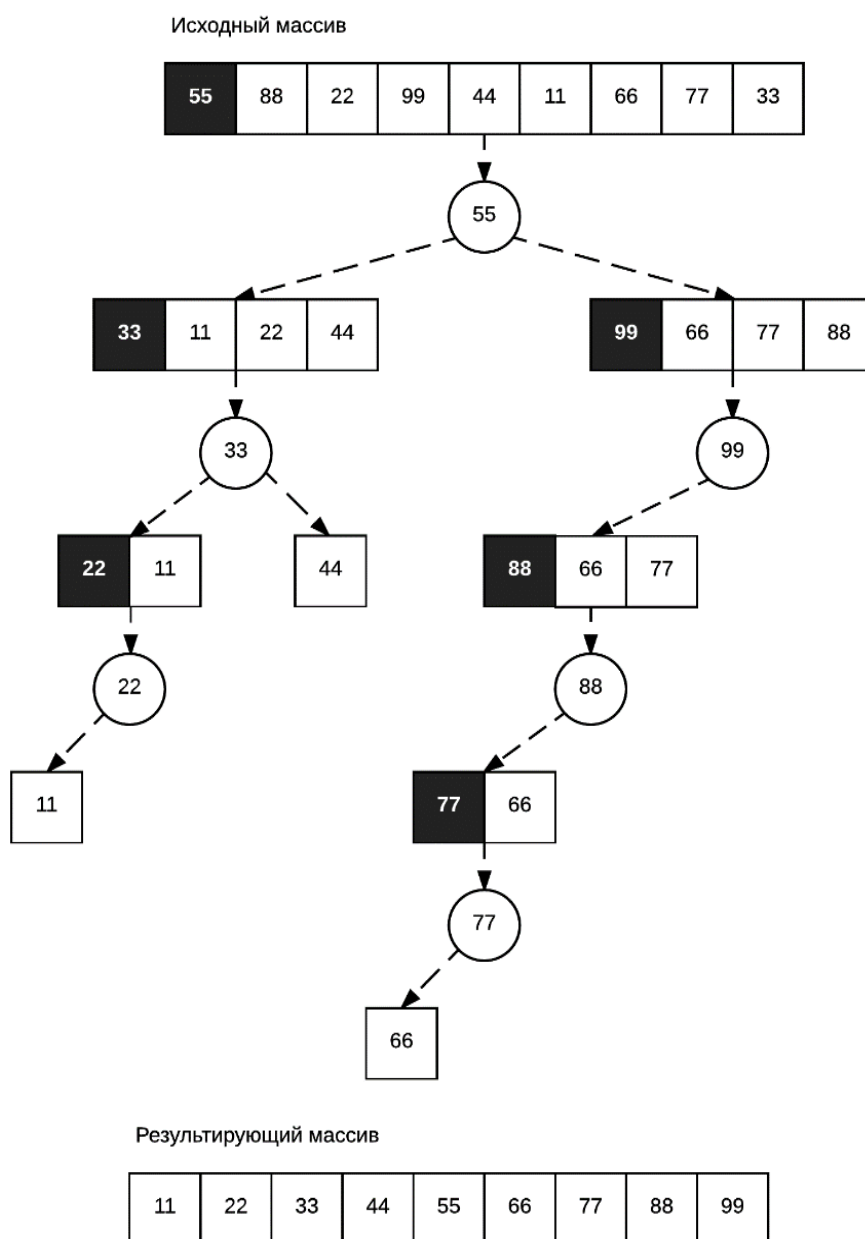 Исходный массив
55 88 22 99 44 11 66 77 33
55
33 11 22 44 99 66 77 88
33 99
22 11 44 88 66 77
22 88
11 77 66
77
66
Результирующий массив
11 22 33 44 55 66 77 88 99